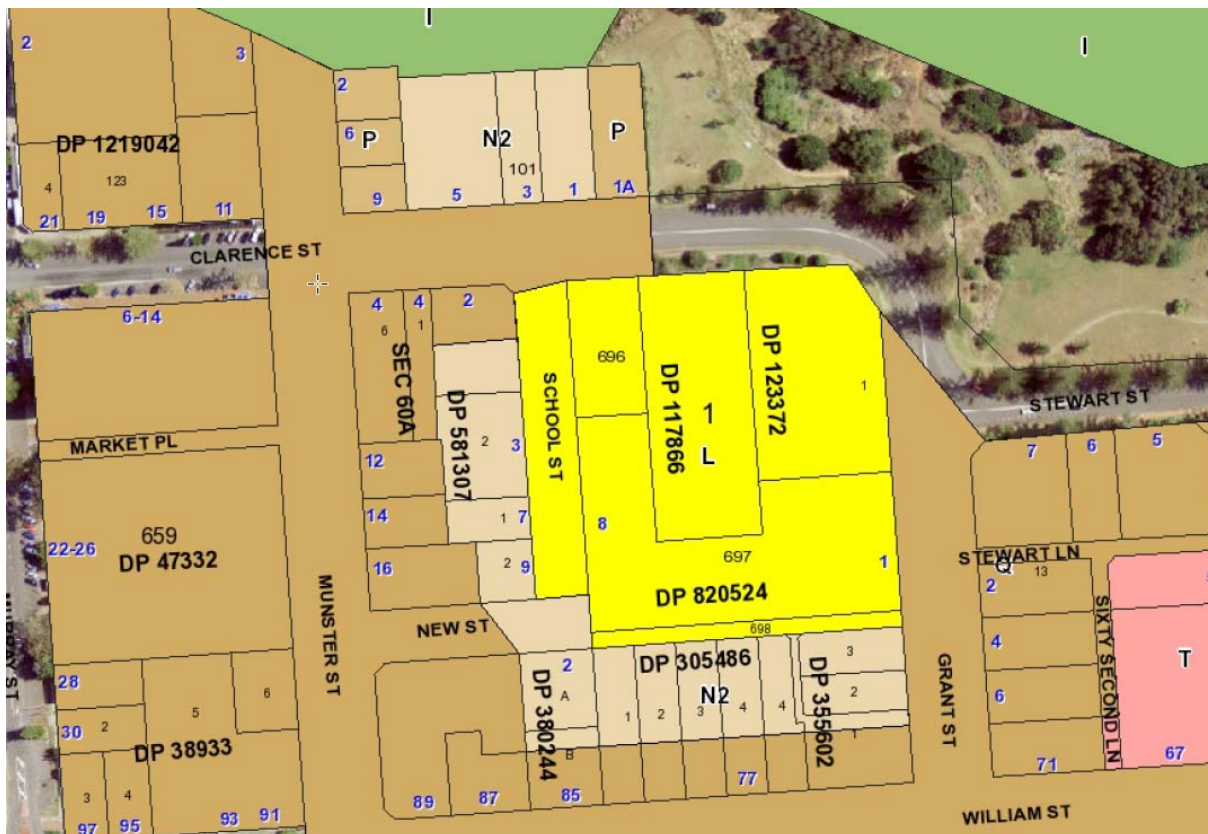 I
I
2
3
2
DP 1219042
6
P
N2
P
4
123
101
21
19
15
11
9
5
3
1
1A
CLARENCE ST
6-14
4
4
2
6
1
SEC 60A
696
DP 123372
1
SCHOOL ST
DP 117866
1
L
STEWART ST
MARKET PL
DP 581307
2
3
7
6
5
12
14
1
7
8
659
22-26
DP 47332
16
2
9
697
1
STEWART LN
Q
13
2
DP 820524
MUNSTER ST
NEW ST
698
SIXTY SECOND LN
4
T
28
2
DP 305486
3
GRANT ST
6
5
A
N2
DP 355602
2
6
30
2
DP 380244
1
2
3
4
4
1
DP 38933
B
77
71
67
3
4
89
87
85
97
95
93
91
WILLIAM ST